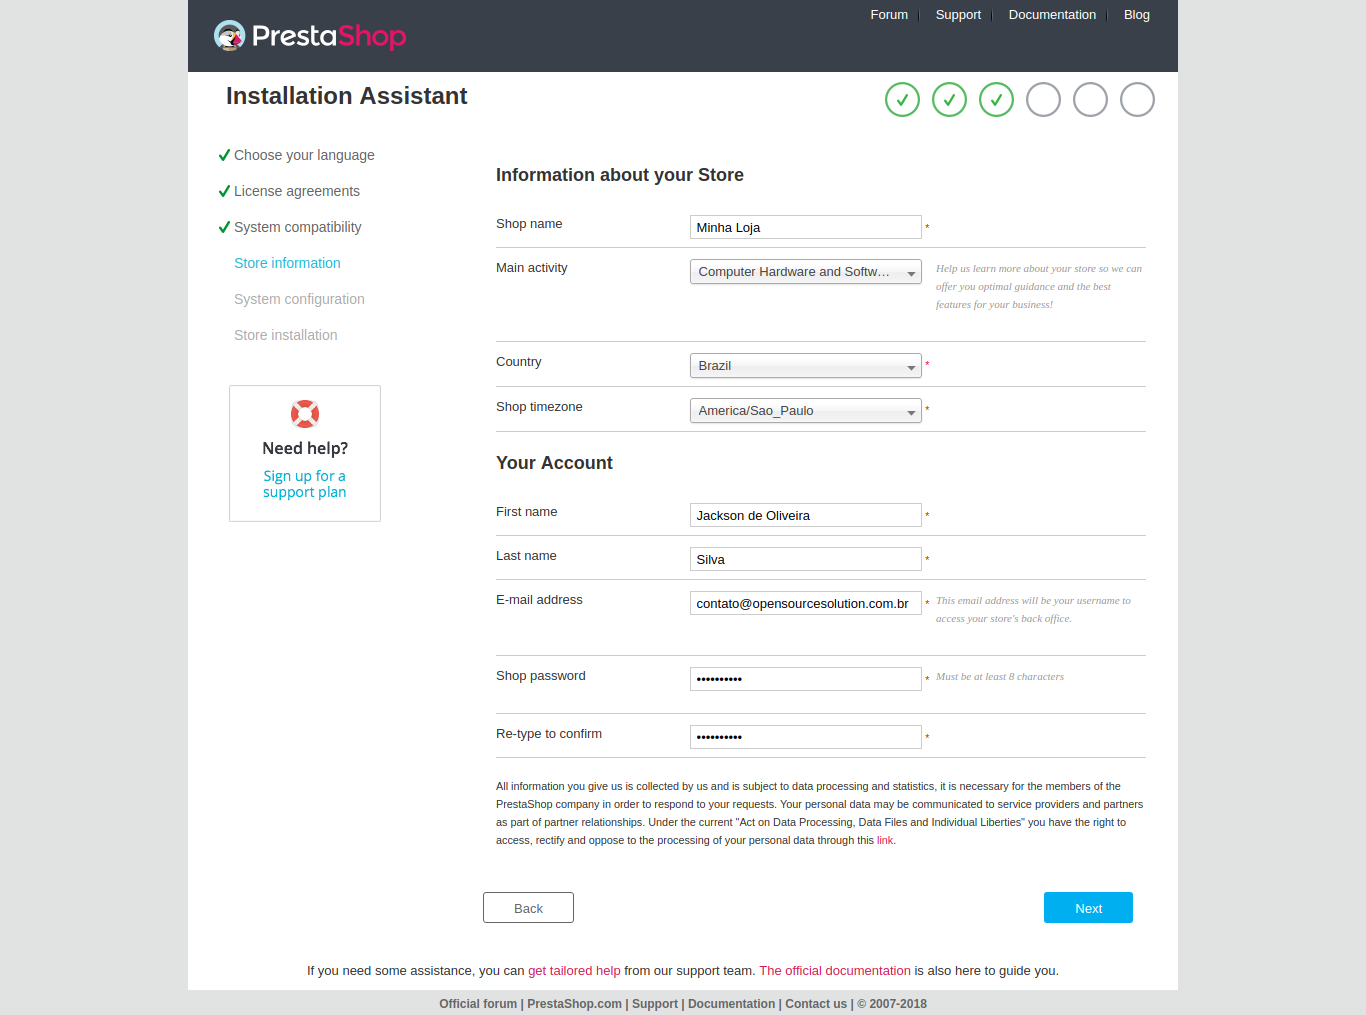 Forum
Support
Documentation
Blog
PrestaShop
Installation Assistant
Choose your language
License agreements
System compatibility
Store information
System configuration
Store installation
Need help?
Sign up for a
support plan
Information about your Store
Shop name
Minha Loja
*
Main activity
Computer Hardware and Softw…
Help us learn more about your store so we can
offer you optimal guidance and the best
features for your business!
Country
Brazil
*
Shop timezone
America/Sao_Paulo
*
Your Account
First name
Jackson de Oliveira
*
Last name
Silva
*
E-mail address
contato@opensourcesolution.com.br
*
This email address will be your username to
access your store's back office.
Shop password
••••••••••
*
Must be at least 8 characters
Re-type to confirm
••••••••••
*
All information you give us is collected by us and is subject to data processing and statistics, it is necessary for the members of the
PrestaShop company in order to respond to your requests. Your personal data may be communicated to service providers and partners
as part of partner relationships. Under the current "Act on Data Processing, Data Files and Individual Liberties" you have the right to
access, rectify and oppose to the processing of your personal data through this link.
Back
Next
If you need some assistance, you can get tailored help from our support team. The official documentation is also here to guide you.
Official forum | PrestaShop.com | Support | Documentation | Contact us | © 2007-2018